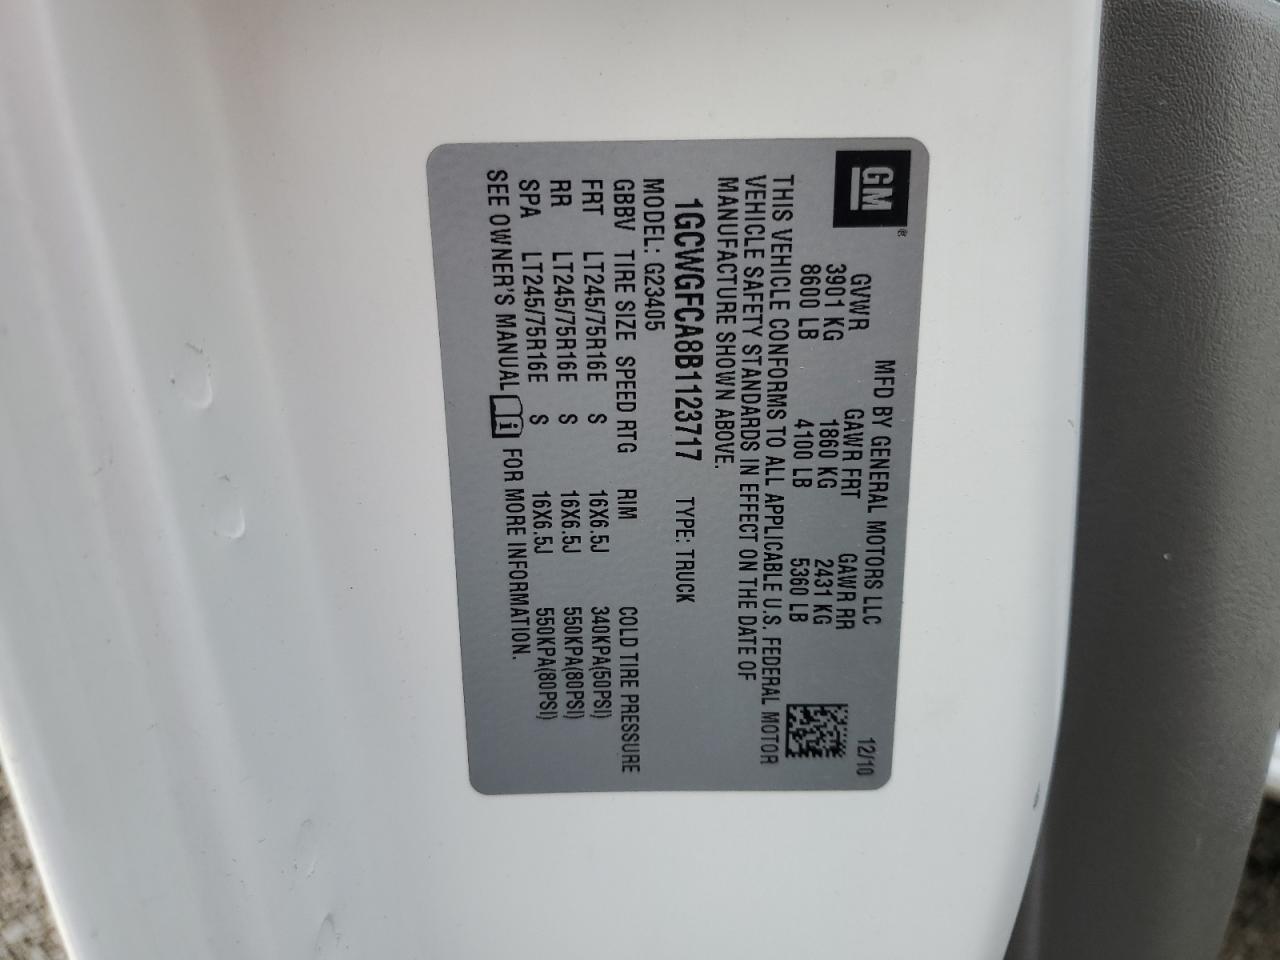 GM®
MFD BY GENERAL MOTORS LLC 12/10
GVWR GAWR FRT GAWR RR
3901 KG 1860 KG 2431 KG
8600 LB 4100 LB 5360 LB
THIS VEHICLE CONFORMS TO ALL APPLICABLE U.S. FEDERAL MOTOR
VEHICLE SAFETY STANDARDS IN EFFECT ON THE DATE OF
MANUFACTURE SHOWN ABOVE.
1GCWGFCA8B1123717 TYPE: TRUCK
MODEL: G23405
GBBV TIRE SIZE SPEED RTG RIM COLD TIRE PRESSURE
FRT LT245/75R16E S 16X6.5J 340KPA(50PSI)
RR LT245/75R16E S 16X6.5J 550KPA(80PSI)
SPA LT245/75R16E S 16X6.5J 550KPA(80PSI)
SEE OWNER'S MANUAL i FOR MORE INFORMATION.